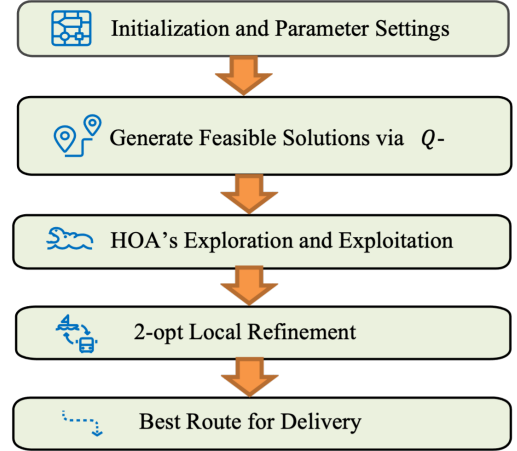 Initialization and Parameter Settings
Generate Feasible Solutions via Q-
HOA's Exploration and Exploitation
2-opt Local Refinement
Best Route for Delivery